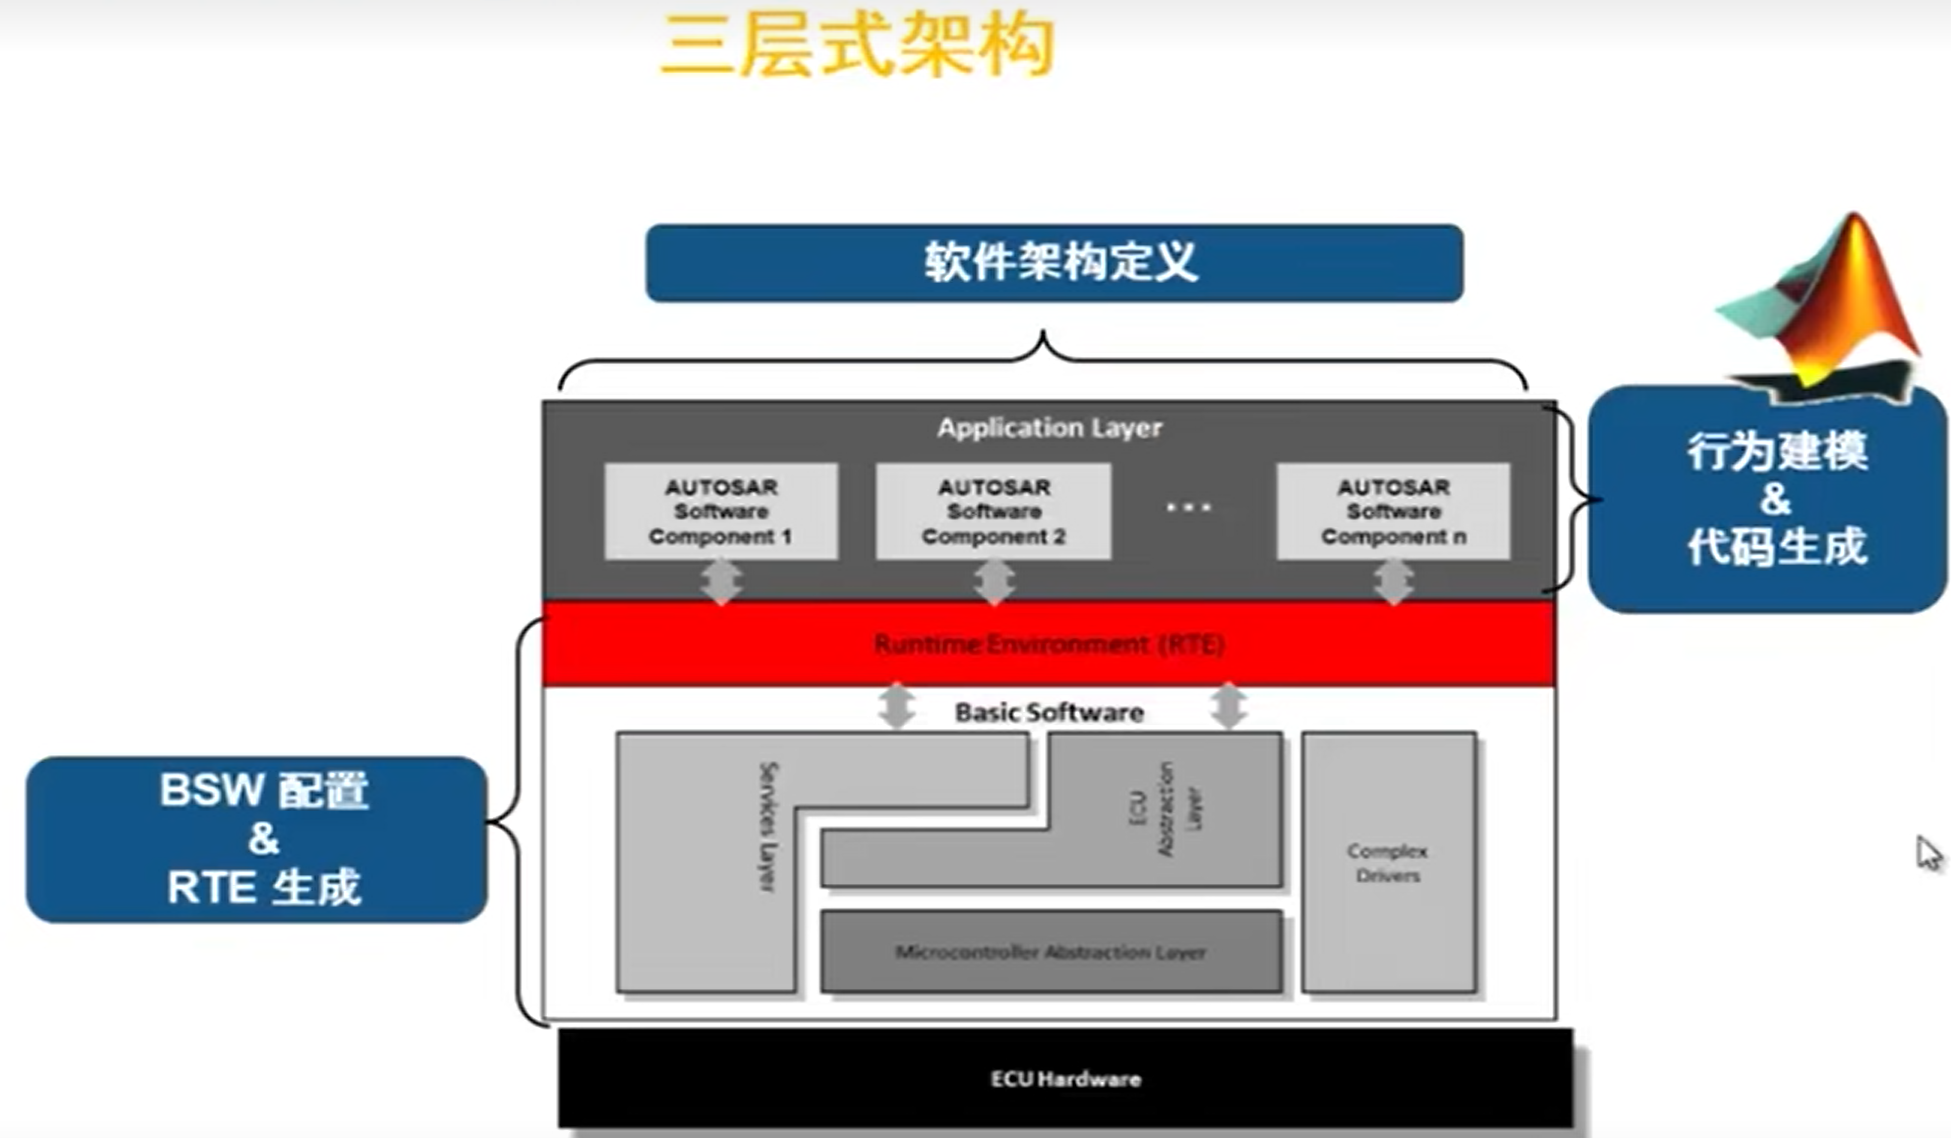 三层式架构
软件架构定义
Application Layer
AUTOSAR
Software
Component 1
AUTOSAR
Software
Component 2
...
AUTOSAR
Software
Component n
行为建模
&
代码生成
Runtime Environment (RTE)
Basic Software
BSW 配置
&
RTE 生成
Services Layer
ECU
Abstraction
Layer
Complex
Drivers
Microcontroller Abstraction Layer
ECU Hardware